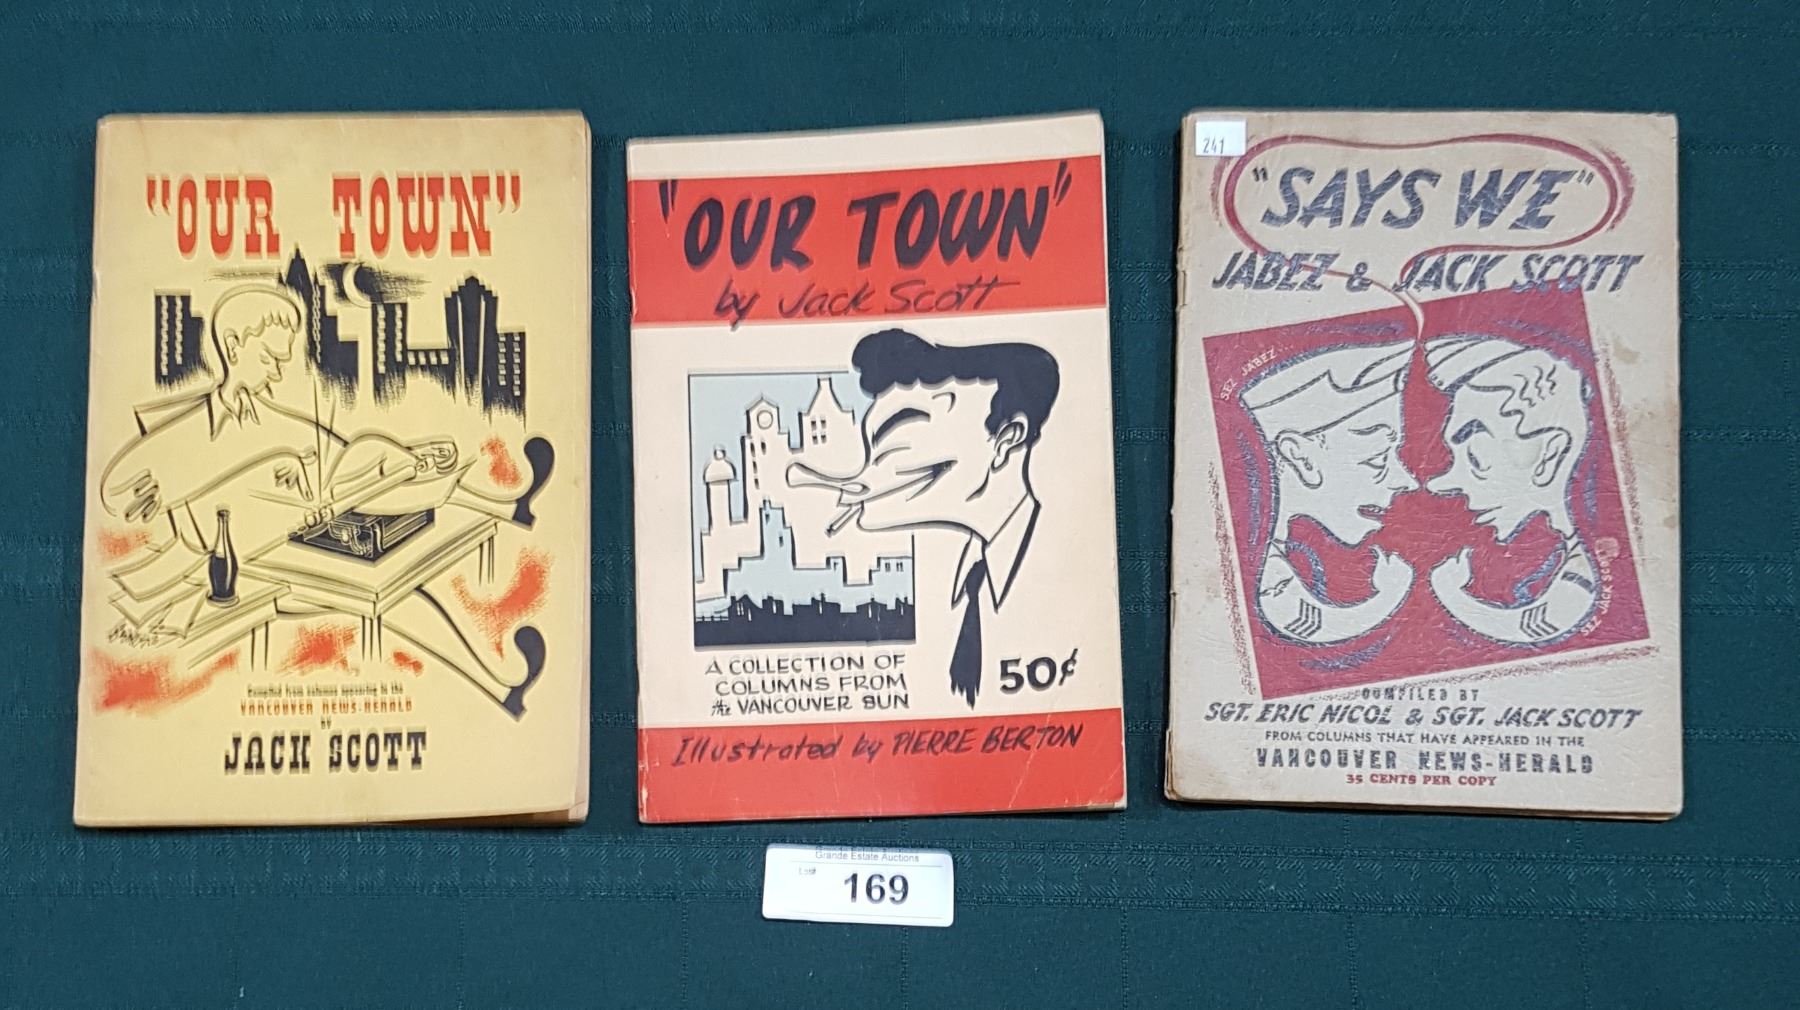 "OUR TOWN"
Compiled from columns appearing in the
VANCOUVER NEWS-HERALD
BY
JACK SCOTT
"OUR TOWN"
by Jack Scott
A COLLECTION OF
COLUMNS FROM
the VANCOUVER SUN
50¢
Illustrated by PIERRE BERTON
241
"SAYS WE"
JABEZ & JACK SCOTT
SEZ JABEZ...
SEZ JACK SCOTT
COMPILED BY
SGT. ERIC NICOL & SGT. JACK SCOTT
FROM COLUMNS THAT HAVE APPEARED IN THE
VANCOUVER NEWS-HERALD
35 CENTS PER COPY
Grande Estate Auctions
Lot# 169